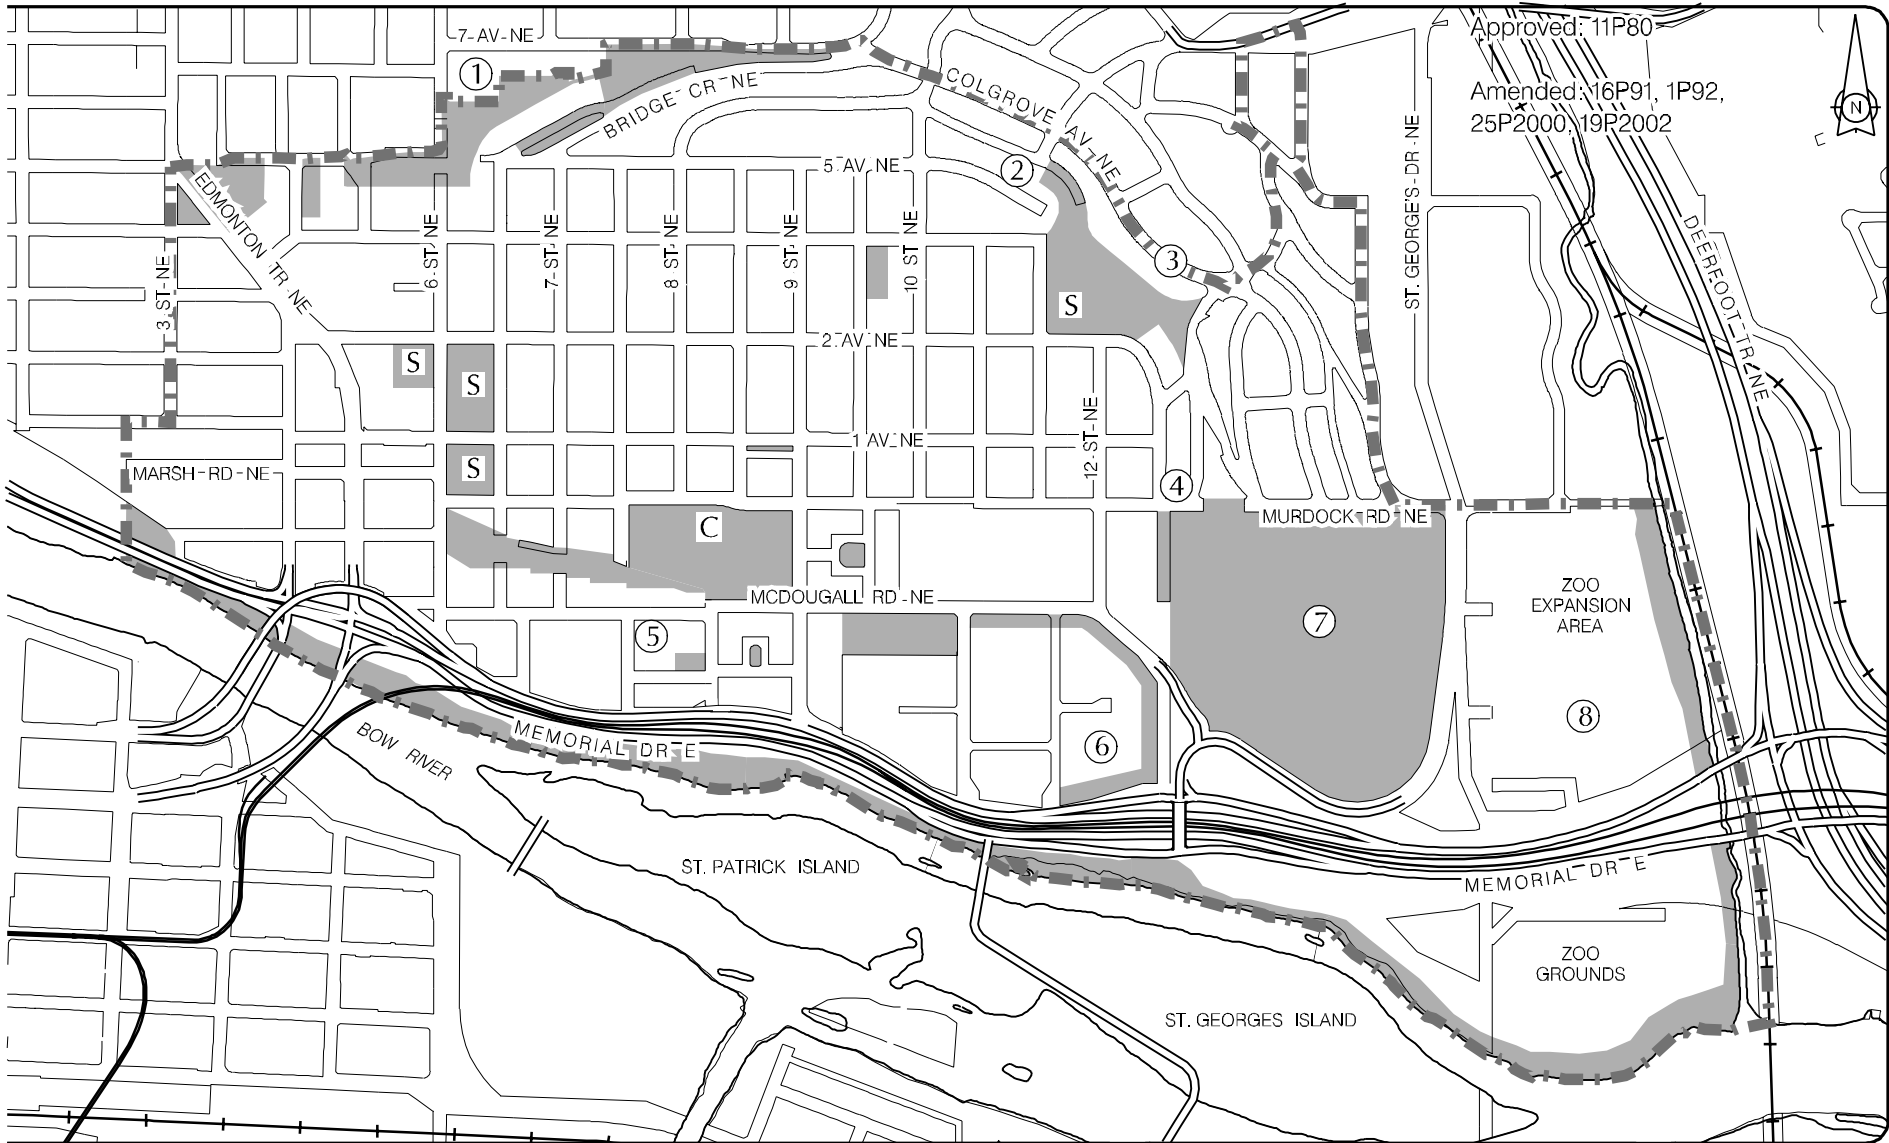 Approved: 11P80
Amended: 16P91, 1P92,
25P2000, 19P2002
N
7 AV NE
1
BRIDGE CR NE
COLGROVE AV NE
5 AV NE
2
EDMONTON TR NE
3 ST NE
6 ST NE
7 ST NE
8 ST NE
9 ST NE
10 ST NE
3
ST. GEORGE'S DR NE
DEERFOOT TR NE
S
2 AV NE
S
S
1 AV NE
12 ST NE
MARSH RD NE
S
4
C
MURDOCK RD NE
MCDOUGALL RD NE
ZOO
EXPANSION
AREA
5
7
6
8
BOW RIVER
MEMORIAL DR E
ST. PATRICK ISLAND
MEMORIAL DR E
ZOO
GROUNDS
ST. GEORGES ISLAND